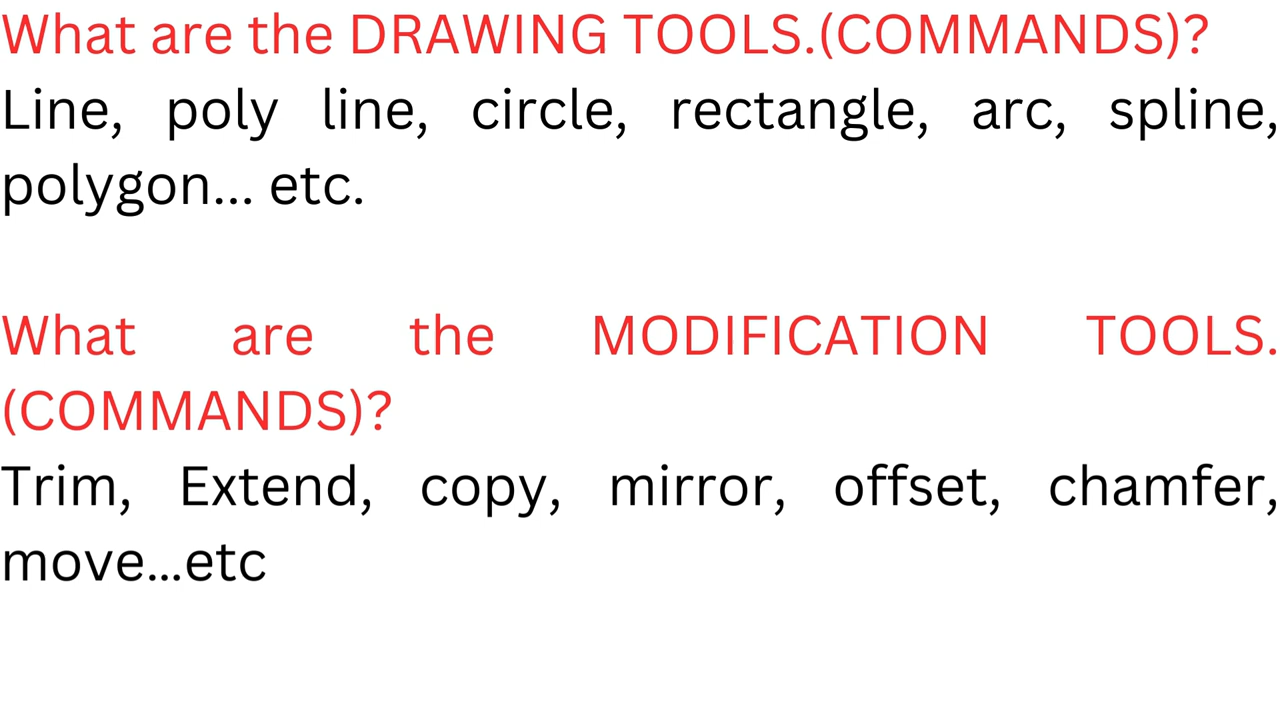 What are the DRAWING TOOLS.(COMMANDS)?
Line, poly line, circle, rectangle, arc, spline,
polygon... etc.
What are the MODIFICATION TOOLS.
(COMMANDS)?
Trim, Extend, copy, mirror, offset, chamfer,
move...etc